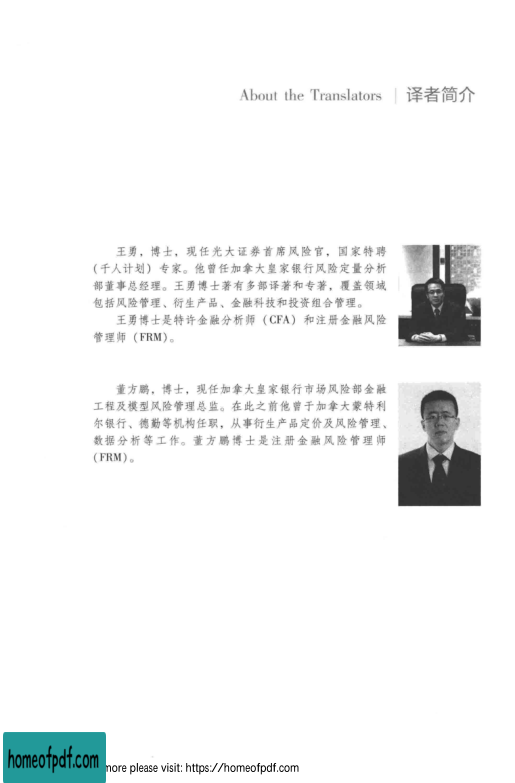 About the Translators | 译者简介
王勇，博士，现任光大证券首席风险官，国家特聘
（千人计划）专家。他曾任加拿大皇家银行风险定量分析
部董事总经理。王勇博士著有多部译著和专著，覆盖领域
包括风险管理、衍生产品、金融科技和投资组合管理。
王勇博士是特许金融分析师（CFA）和注册金融风险
管理师（FRM）。
董方鹏，博士，现任加拿大皇家银行市场风险部金融
工程及模型风险管理总监。在此之前他曾于加拿大蒙特利
尔银行、德勤等机构任职，从事衍生产品定价及风险管理、
数据分析等工作。董方鹏博士是注册金融风险管理师
（FRM）。
homeofpdf.com
more please visit: https://homeofpdf.com